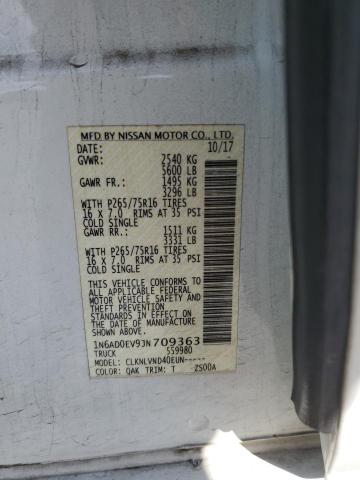 MFD BY NISSAN MOTOR CO., LTD.
DATE: 10/17
GVWR: 2540 KG
5600 LB
GAWR FR.: 1495 KG
3296 LB
WITH P265/75R16 TIRES
16 X 7.0 RIMS AT 35 PSI
COLD SINGLE
GAWR RR.: 1511 KG
3331 LB
WITH P265/75R16 TIRES
16 X 7.0 RIMS AT 35 PSI
COLD SINGLE
THIS VEHICLE CONFORMS
TO ALL APPLICABLE FEDERAL
MOTOR VEHICLE SAFETY AND
THEFT PREVENTION STANDARDS
IN EFFECT ON THE DATE OF
MANUFACTURE SHOWN ABOVE.
1N6AD0EV9JN709363
TRUCK 559980
MODEL: CLKNLVND40EUN-----
COLOR: QAK TRIM: T ZS00A